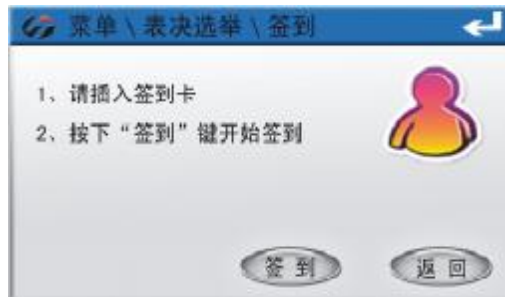 菜单 \ 表决选举 \ 签到
1、请插入签到卡
2、按下“签到”键开始签到
签 到
返 回